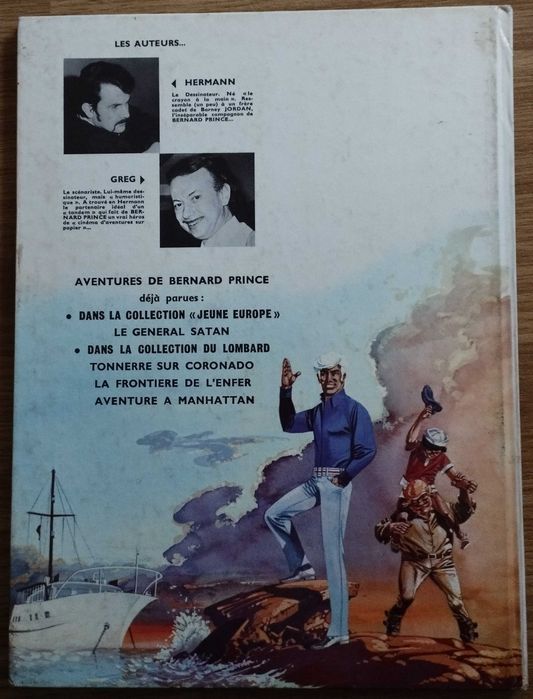 LES AUTEURS...
HERMANN
Le Dessinateur. Né «le
crayon à la main». Res-
semble (un peu) à un frère
cadet de Barney JORDAN,
l'inséparable compagnon de
BERNARD PRINCE...
GREG
Le scénariste. Lui-même des-
sinateur, mais «humoristi-
que». A trouvé en Hermann
le partenaire idéal d'un
«tandem» qui fait de BER-
NARD PRINCE un vrai héros
de «cinéma d'aventures sur
papier»...
AVENTURES DE BERNARD PRINCE
déjà parues :
• DANS LA COLLECTION «JEUNE EUROPE»
LE GENERAL SATAN
• DANS LA COLLECTION DU LOMBARD
TONNERRE SUR CORONADO
LA FRONTIERE DE L'ENFER
AVENTURE A MANHATTAN